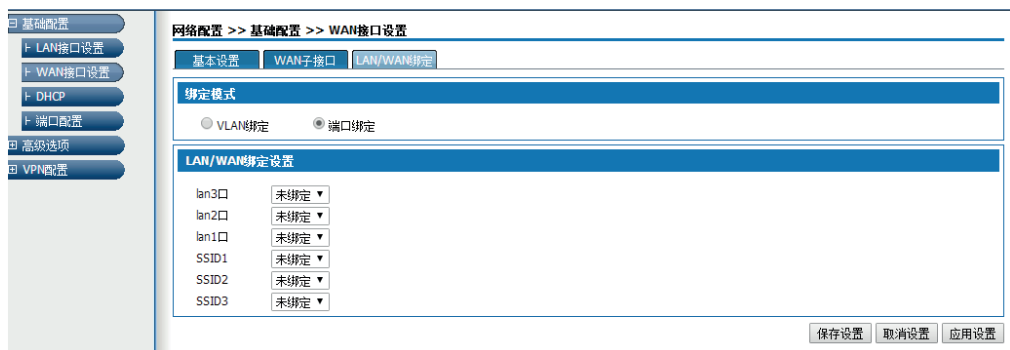 基础配置
LAN接口设置
WAN接口设置
DHCP
端口配置
高级选项
VPN配置
网络配置 >> 基础配置 >> WAN接口设置
基本设置 WAN子接口 LAN/WAN绑定
绑定模式
VLAN绑定 端口绑定
LAN/WAN绑定设置
lan3口 未绑定
lan2口 未绑定
lan1口 未绑定
SSID1 未绑定
SSID2 未绑定
SSID3 未绑定
保存设置 取消设置 应用设置